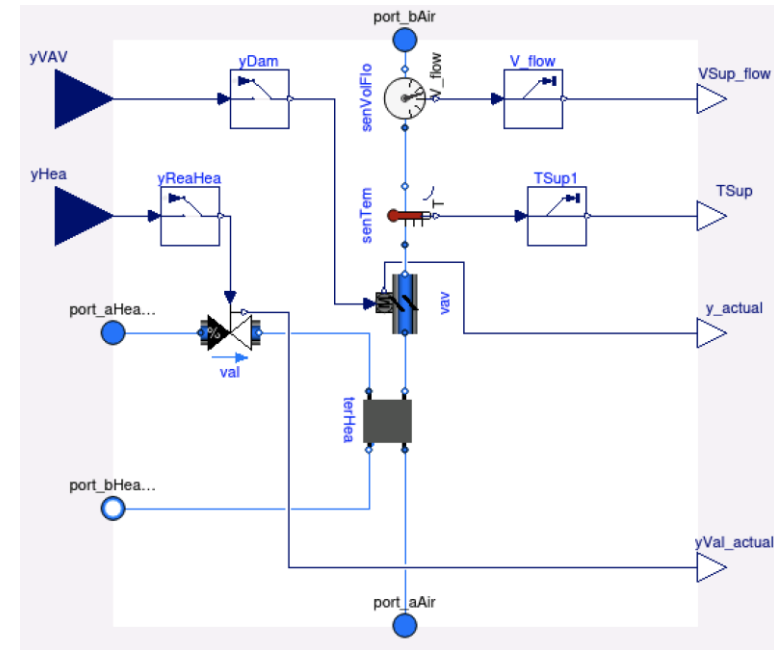 port_bAir
yVAV
yDam
V_flow
V_flow
VSup_flow
senVolFlo
yHea
yReaHea
TSup1
TSup
T
senTem
port_aHea...
vav
y_actual
%
val
terHea
port_bHea...
yVal_actual
port_aAir